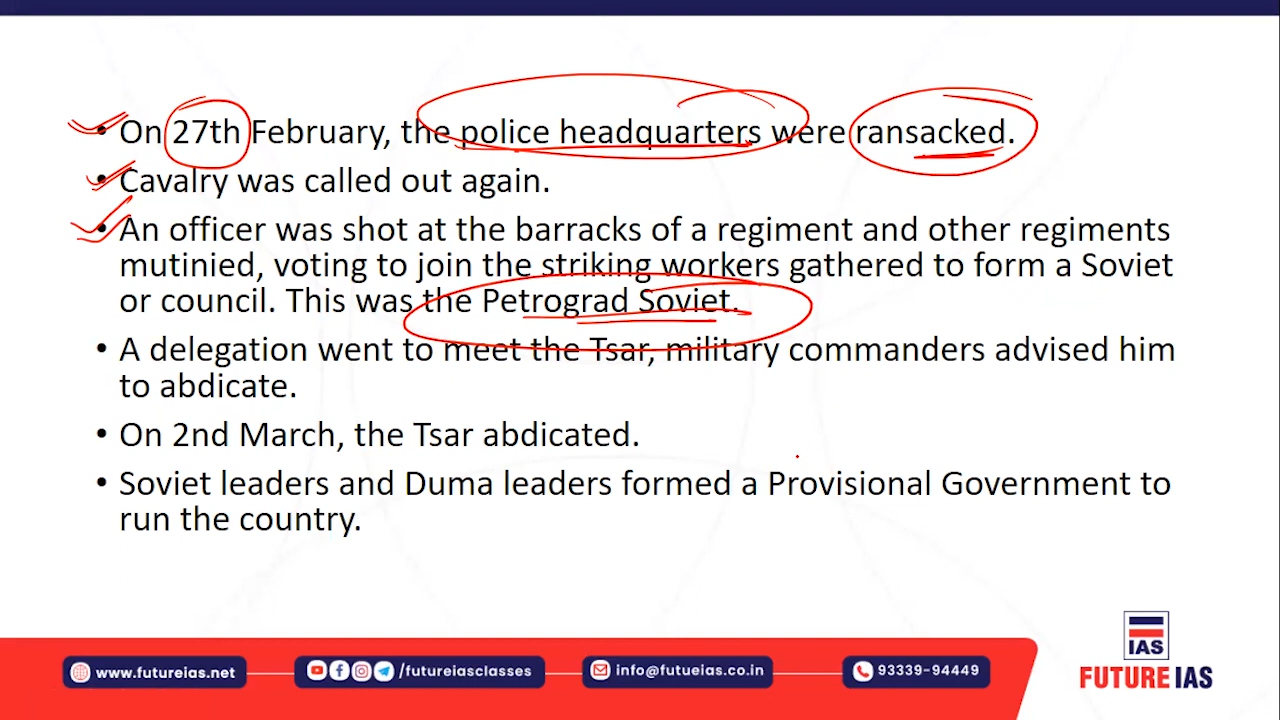 • On 27th February, the police headquarters were ransacked.
• Cavalry was called out again.
• An officer was shot at the barracks of a regiment and other regiments
mutinied, voting to join the striking workers gathered to form a Soviet
or council. This was the Petrograd Soviet.
• A delegation went to meet the Tsar, military commanders advised him
to abdicate.
• On 2nd March, the Tsar abdicated.
• Soviet leaders and Duma leaders formed a Provisional Government to
run the country.
IAS
FUTURE IAS
www.futureias.net
/futureiasclasses
info@futueias.co.in
93339-94449